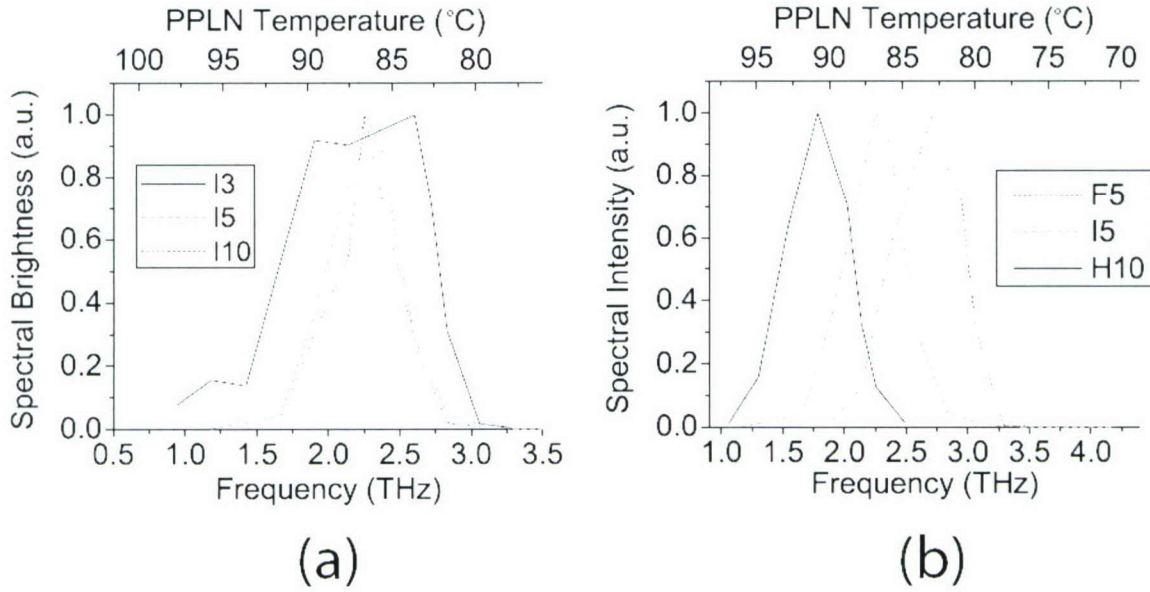 PPLN Temperature (°C)
100 95 90 85 80
Spectral Brightness (a.u.)
1.0
0.8
0.6
0.4
0.2
0.0
I3
I5
I10
0.5 1.0 1.5 2.0 2.5 3.0 3.5
Frequency (THz)
(a)
PPLN Temperature (°C)
95 90 85 80 75 70
Spectral Intensity (a.u.)
1.0
0.8
0.6
0.4
0.2
0.0
F5
I5
H10
1.0 1.5 2.0 2.5 3.0 3.5 4.0
Frequency (THz)
(b)